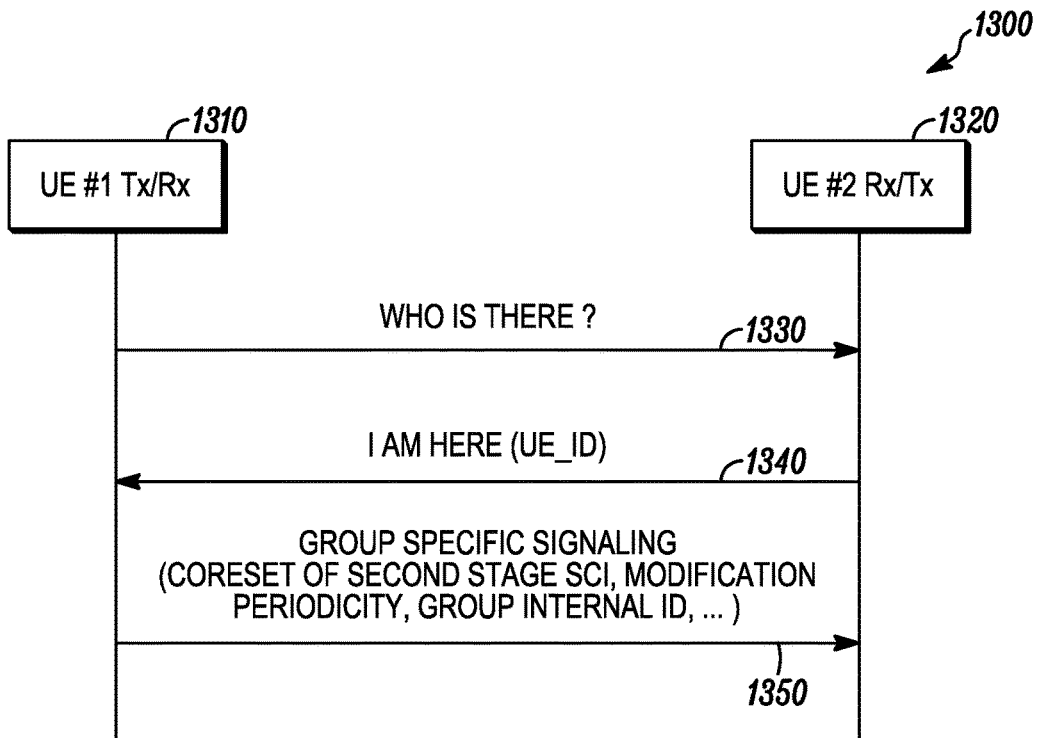 1300
1310
1320
UE #1 Tx/Rx
UE #2 Rx/Tx
WHO IS THERE ?
1330
I AM HERE (UE_ID)
1340
GROUP SPECIFIC SIGNALING
(CORESET OF SECOND STAGE SCI, MODIFICATION
PERIODICITY, GROUP INTERNAL ID, ... )
1350